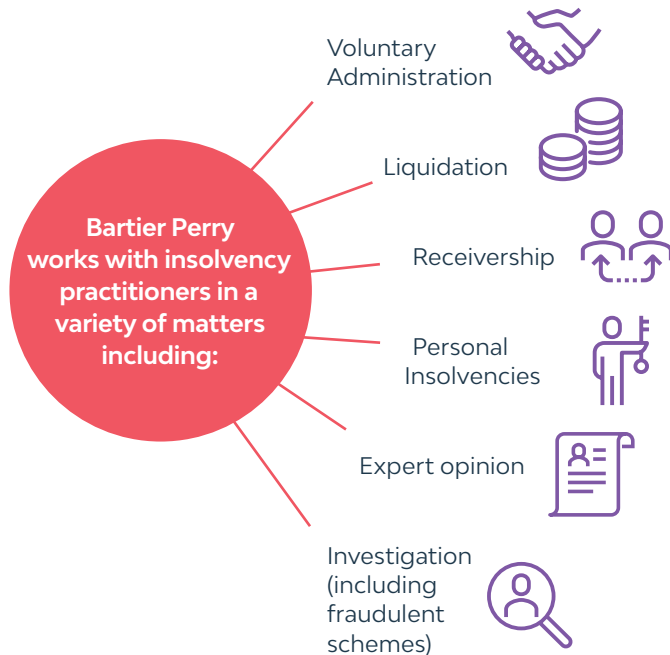 Bartier Perry
works with insolvency
practitioners in a
variety of matters
including:
Voluntary
Administration
Liquidation
Receivership
Personal
Insolvencies
Expert opinion
Investigation
(including
fraudulent
schemes)